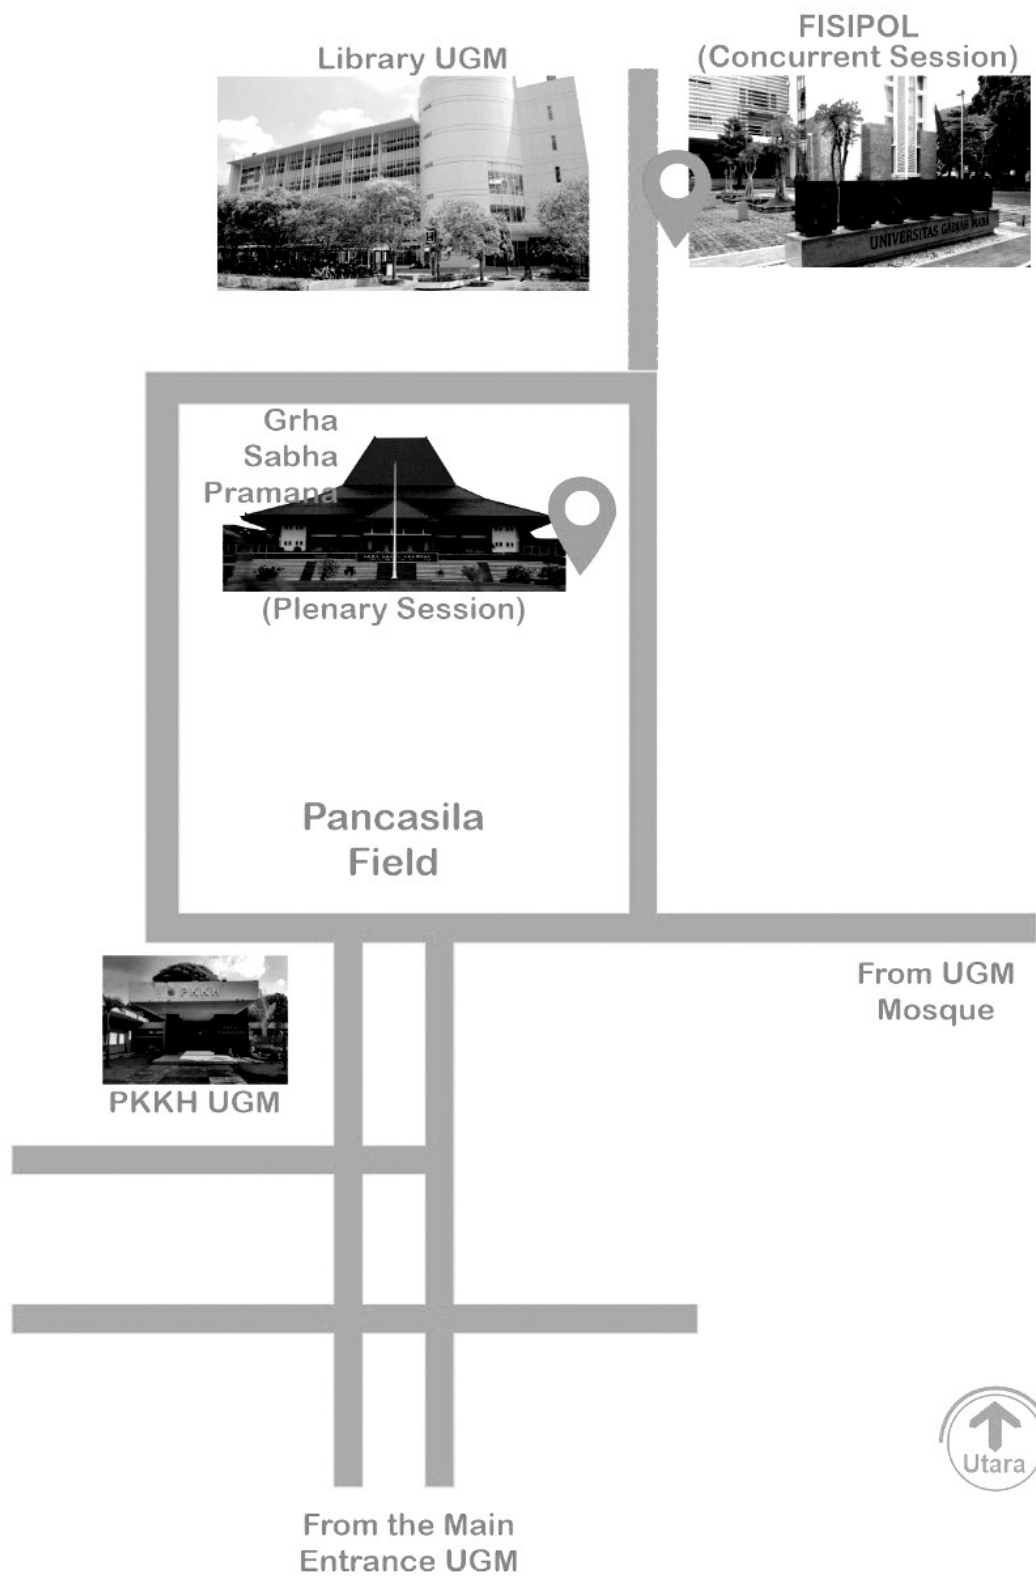 FISIPOL
(Concurrent Session)
Library UGM
UNIVERSITAS GADJAH MADA
Grha
Sabha
Pramana
(Plenary Session)
Pancasila
Field
From UGM
Mosque
PKKH
PKKH UGM
Utara
From the Main
Entrance UGM